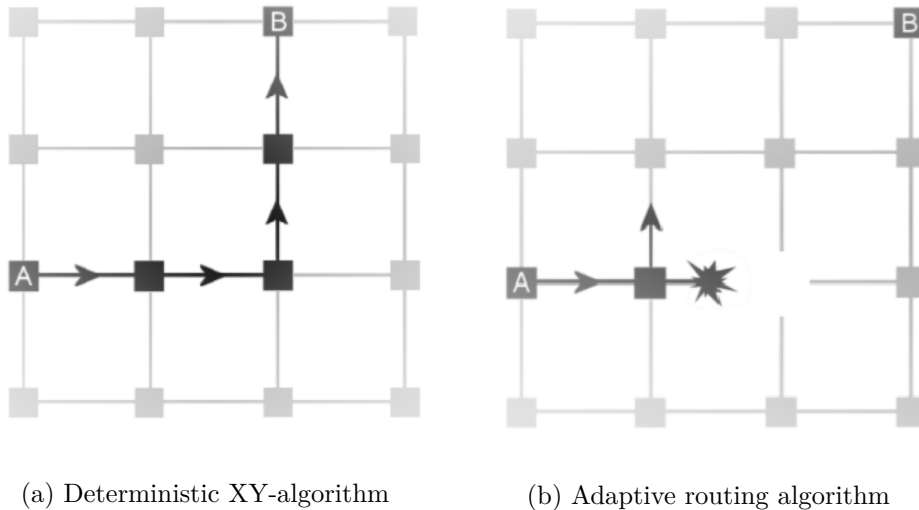 B
B
A
A
(a) Deterministic XY-algorithm
(b) Adaptive routing algorithm